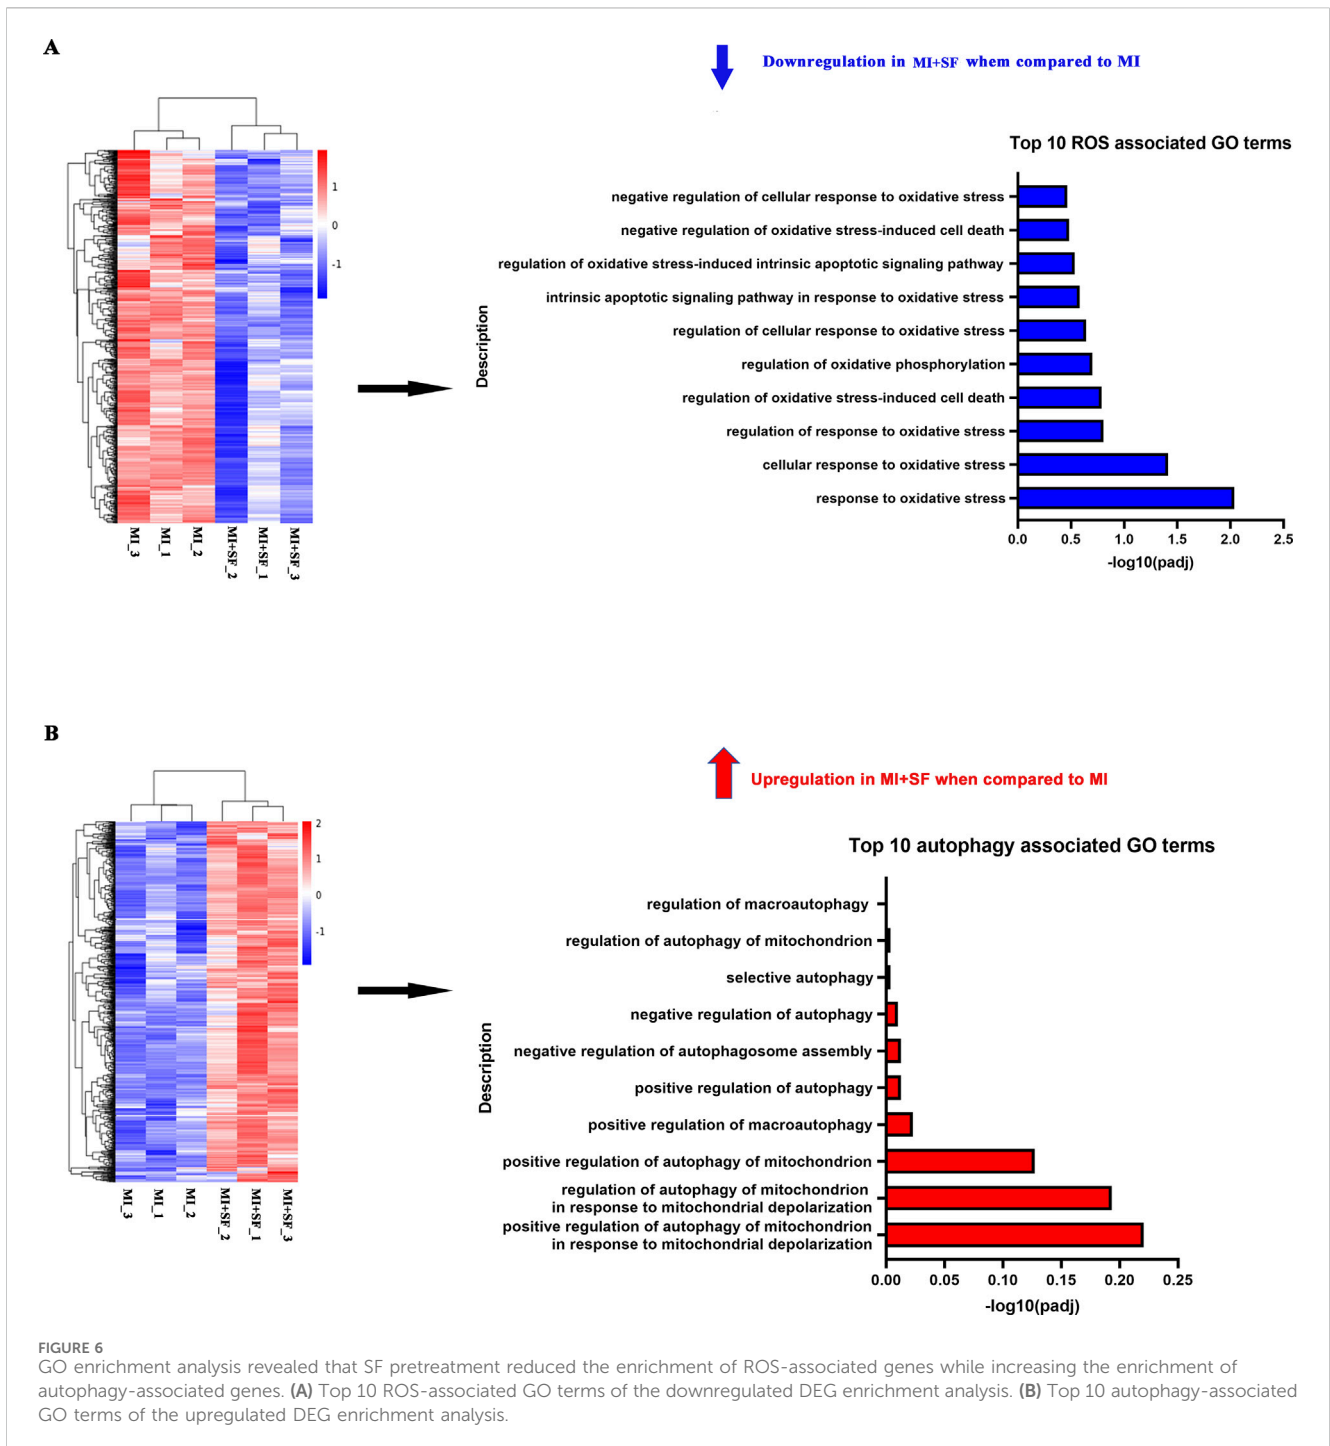 A
Downregulation in MI+SF whem compared to MI
1
0
-1
MI_3
MI_1
MI_2
MI+SF_2
MI+SF_1
MI+SF_3
Top 10 ROS associated GO terms
Description
negative regulation of cellular response to oxidative stress
negative regulation of oxidative stress-induced cell death
regulation of oxidative stress-induced intrinsic apoptotic signaling pathway
intrinsic apoptotic signaling pathway in response to oxidative stress
regulation of cellular response to oxidative stress
regulation of oxidative phosphorylation
regulation of oxidative stress-induced cell death
regulation of response to oxidative stress
cellular response to oxidative stress
response to oxidative stress
0.0 0.5 1.0 1.5 2.0 2.5
-log10(padj)
B
Upregulation in MI+SF when compared to MI
2
1
0
-1
MI_3
MI_1
MI_2
MI+SF_2
MI+SF_1
MI+SF_3
Top 10 autophagy associated GO terms
Description
regulation of macroautophagy
regulation of autophagy of mitochondrion
selective autophagy
negative regulation of autophagy
negative regulation of autophagosome assembly
positive regulation of autophagy
positive regulation of macroautophagy
positive regulation of autophagy of mitochondrion
regulation of autophagy of mitochondrion
in response to mitochondrial depolarization
positive regulation of autophagy of mitochondrion
in response to mitochondrial depolarization
0.00 0.05 0.10 0.15 0.20 0.25
-log10(padj)
FIGURE 6
GO enrichment analysis revealed that SF pretreatment reduced the enrichment of ROS-associated genes while increasing the enrichment of
autophagy-associated genes. (A) Top 10 ROS-associated GO terms of the downregulated DEG enrichment analysis. (B) Top 10 autophagy-associated
GO terms of the upregulated DEG enrichment analysis.